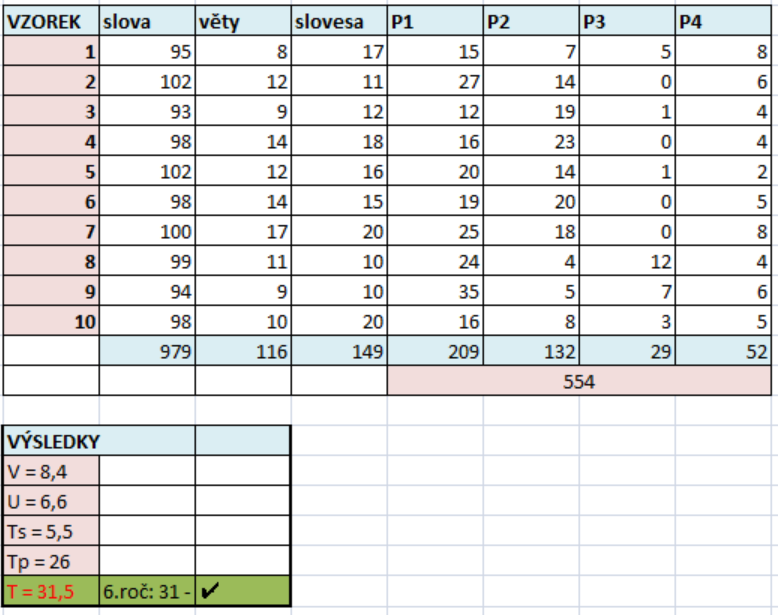 VZOREK slova věty slovesa P1 P2 P3 P4
1 95 8 17 15 7 5 8
2 102 12 11 27 14 0 6
3 93 9 12 12 19 1 4
4 98 14 18 16 23 0 4
5 102 12 16 20 14 1 2
6 98 14 15 19 20 0 5
7 100 17 20 25 18 0 8
8 99 11 10 24 4 12 4
9 94 9 10 35 5 7 6
10 98 10 20 16 8 3 5
979 116 149 209 132 29 52
554
VÝSLEDKY
V = 8,4
U = 6,6
Ts = 5,5
Tp = 26
T = 31,5 6.roč: 31 - ✔